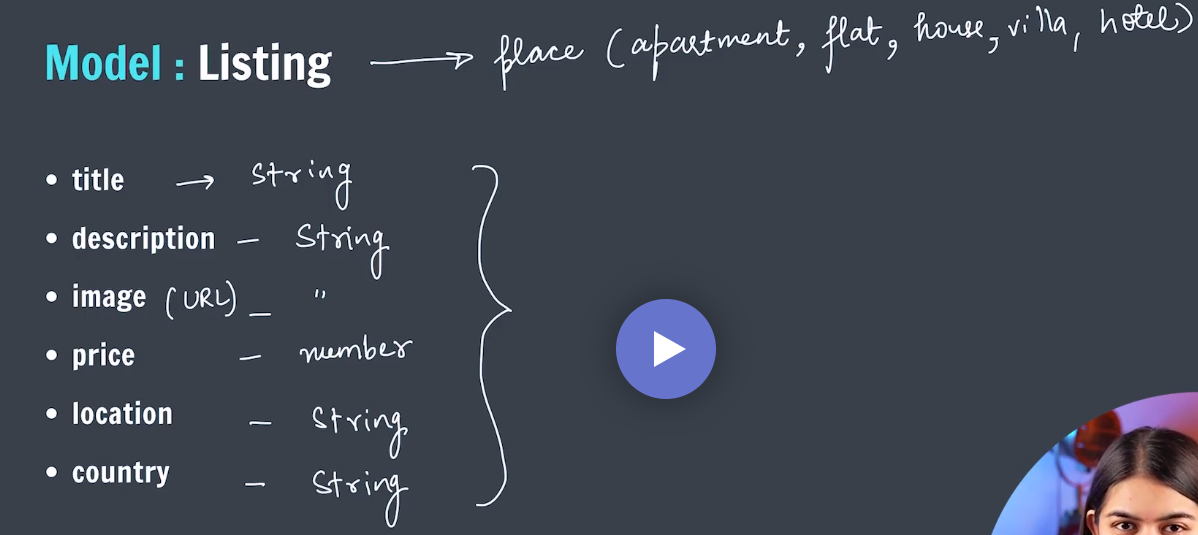 Model : Listing → place (apartment, flat, house, villa, hotel)
• title → String
• description – String
• image (URL) – "
• price – number
• location – String
• country – String